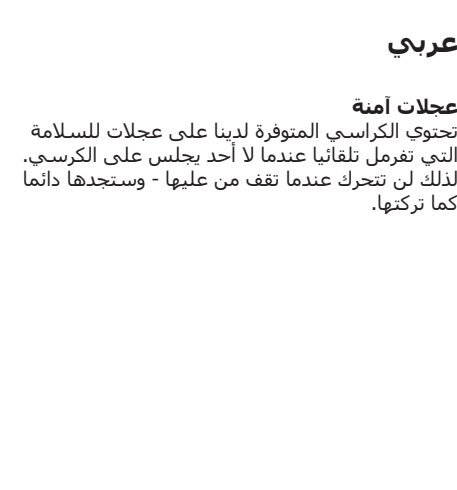 عربي
عجلات آمنة
تحتوي الكراسي المتوفرة لدينا على عجلات للسلامة
التي تفرمل تلقائيا عندما لا أحد يجلس على الكرسي.
لذلك لن تتحرك عندما تقف من عليها - وستجدها دائما
كما تركتها.